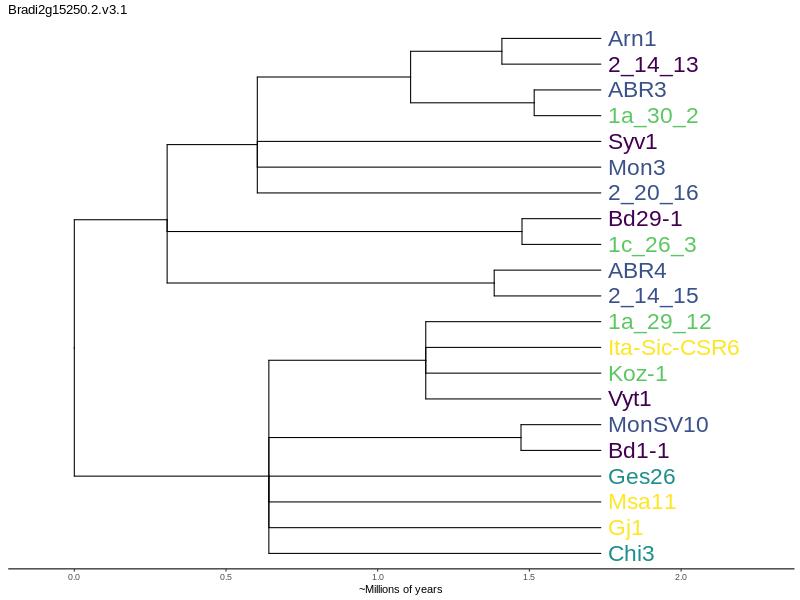 Bradi2g15250.2.v3.1
Arn1
2_14_13
ABR3
1a_30_2
Syv1
Mon3
2_20_16
Bd29-1
1c_26_3
ABR4
2_14_15
1a_29_12
Ita-Sic-CSR6
Koz-1
Vyt1
MonSV10
Bd1-1
Ges26
Msa11
Gj1
Chi3
0.0 0.5 1.0 1.5 2.0
~Millions of years